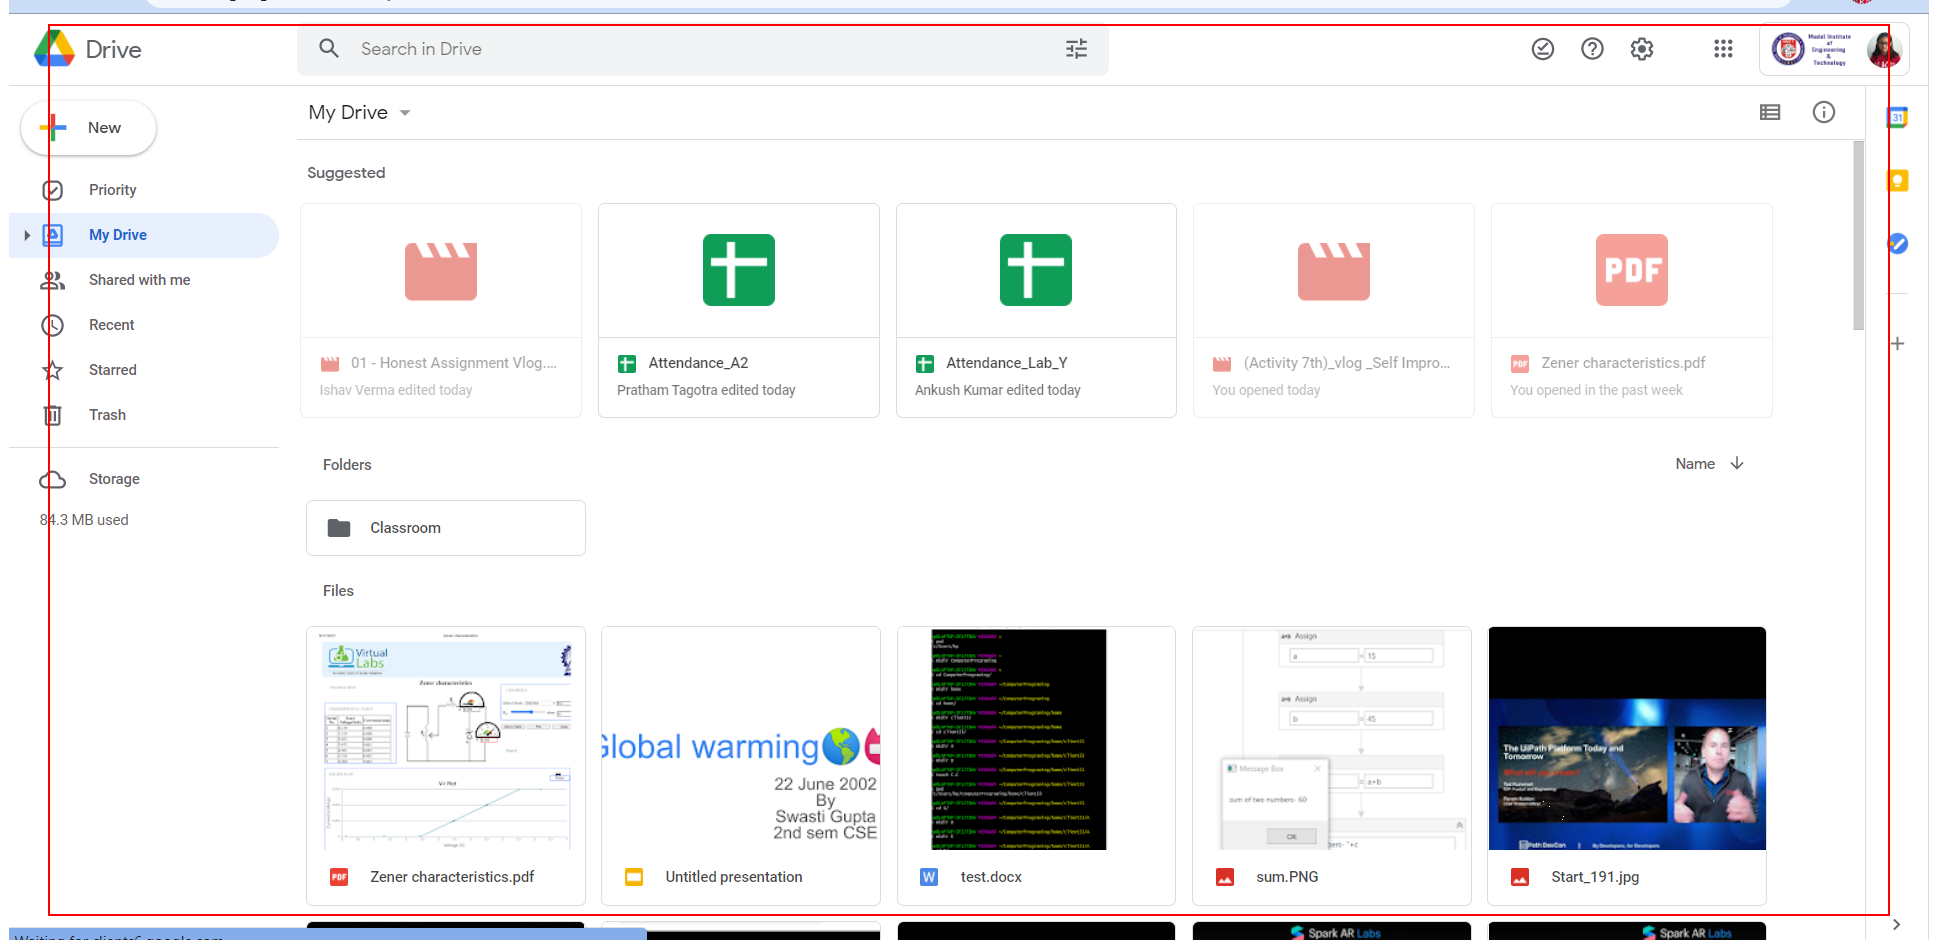 Drive
Search in Drive
Model Institute
of
Engineering
&
Technology
New
My Drive
31
Priority
My Drive
Shared with me
Recent
Starred
Trash
Storage
84.3 MB used
Suggested
PDF
01 - Honest Assignment Vlog....
Ishav Verma edited today
Attendance_A2
Pratham Tagotra edited today
Attendance_Lab_Y
Ankush Kumar edited today
(Activity 7th)_vlog _Self Impro...
You opened today
PDF
Zener characteristics.pdf
You opened in the past week
Folders
Name
Classroom
Files
Virtual
Labs
Zener characteristics
V-I Plot
Global warming
22 June 2002
By
Swasti Gupta
2nd sem CSE
Assign
a = 15
Assign
b = 45
= a+b
Message Box
sum of two numbers- 60
OK
bers- "+c
The UiPath Platform Today and
Tomorrow
PDF
Zener characteristics.pdf
Untitled presentation
W
test.docx
sum.PNG
Start_191.jpg
Spark AR Labs
Spark AR Labs
Waiting for clients6.google.com